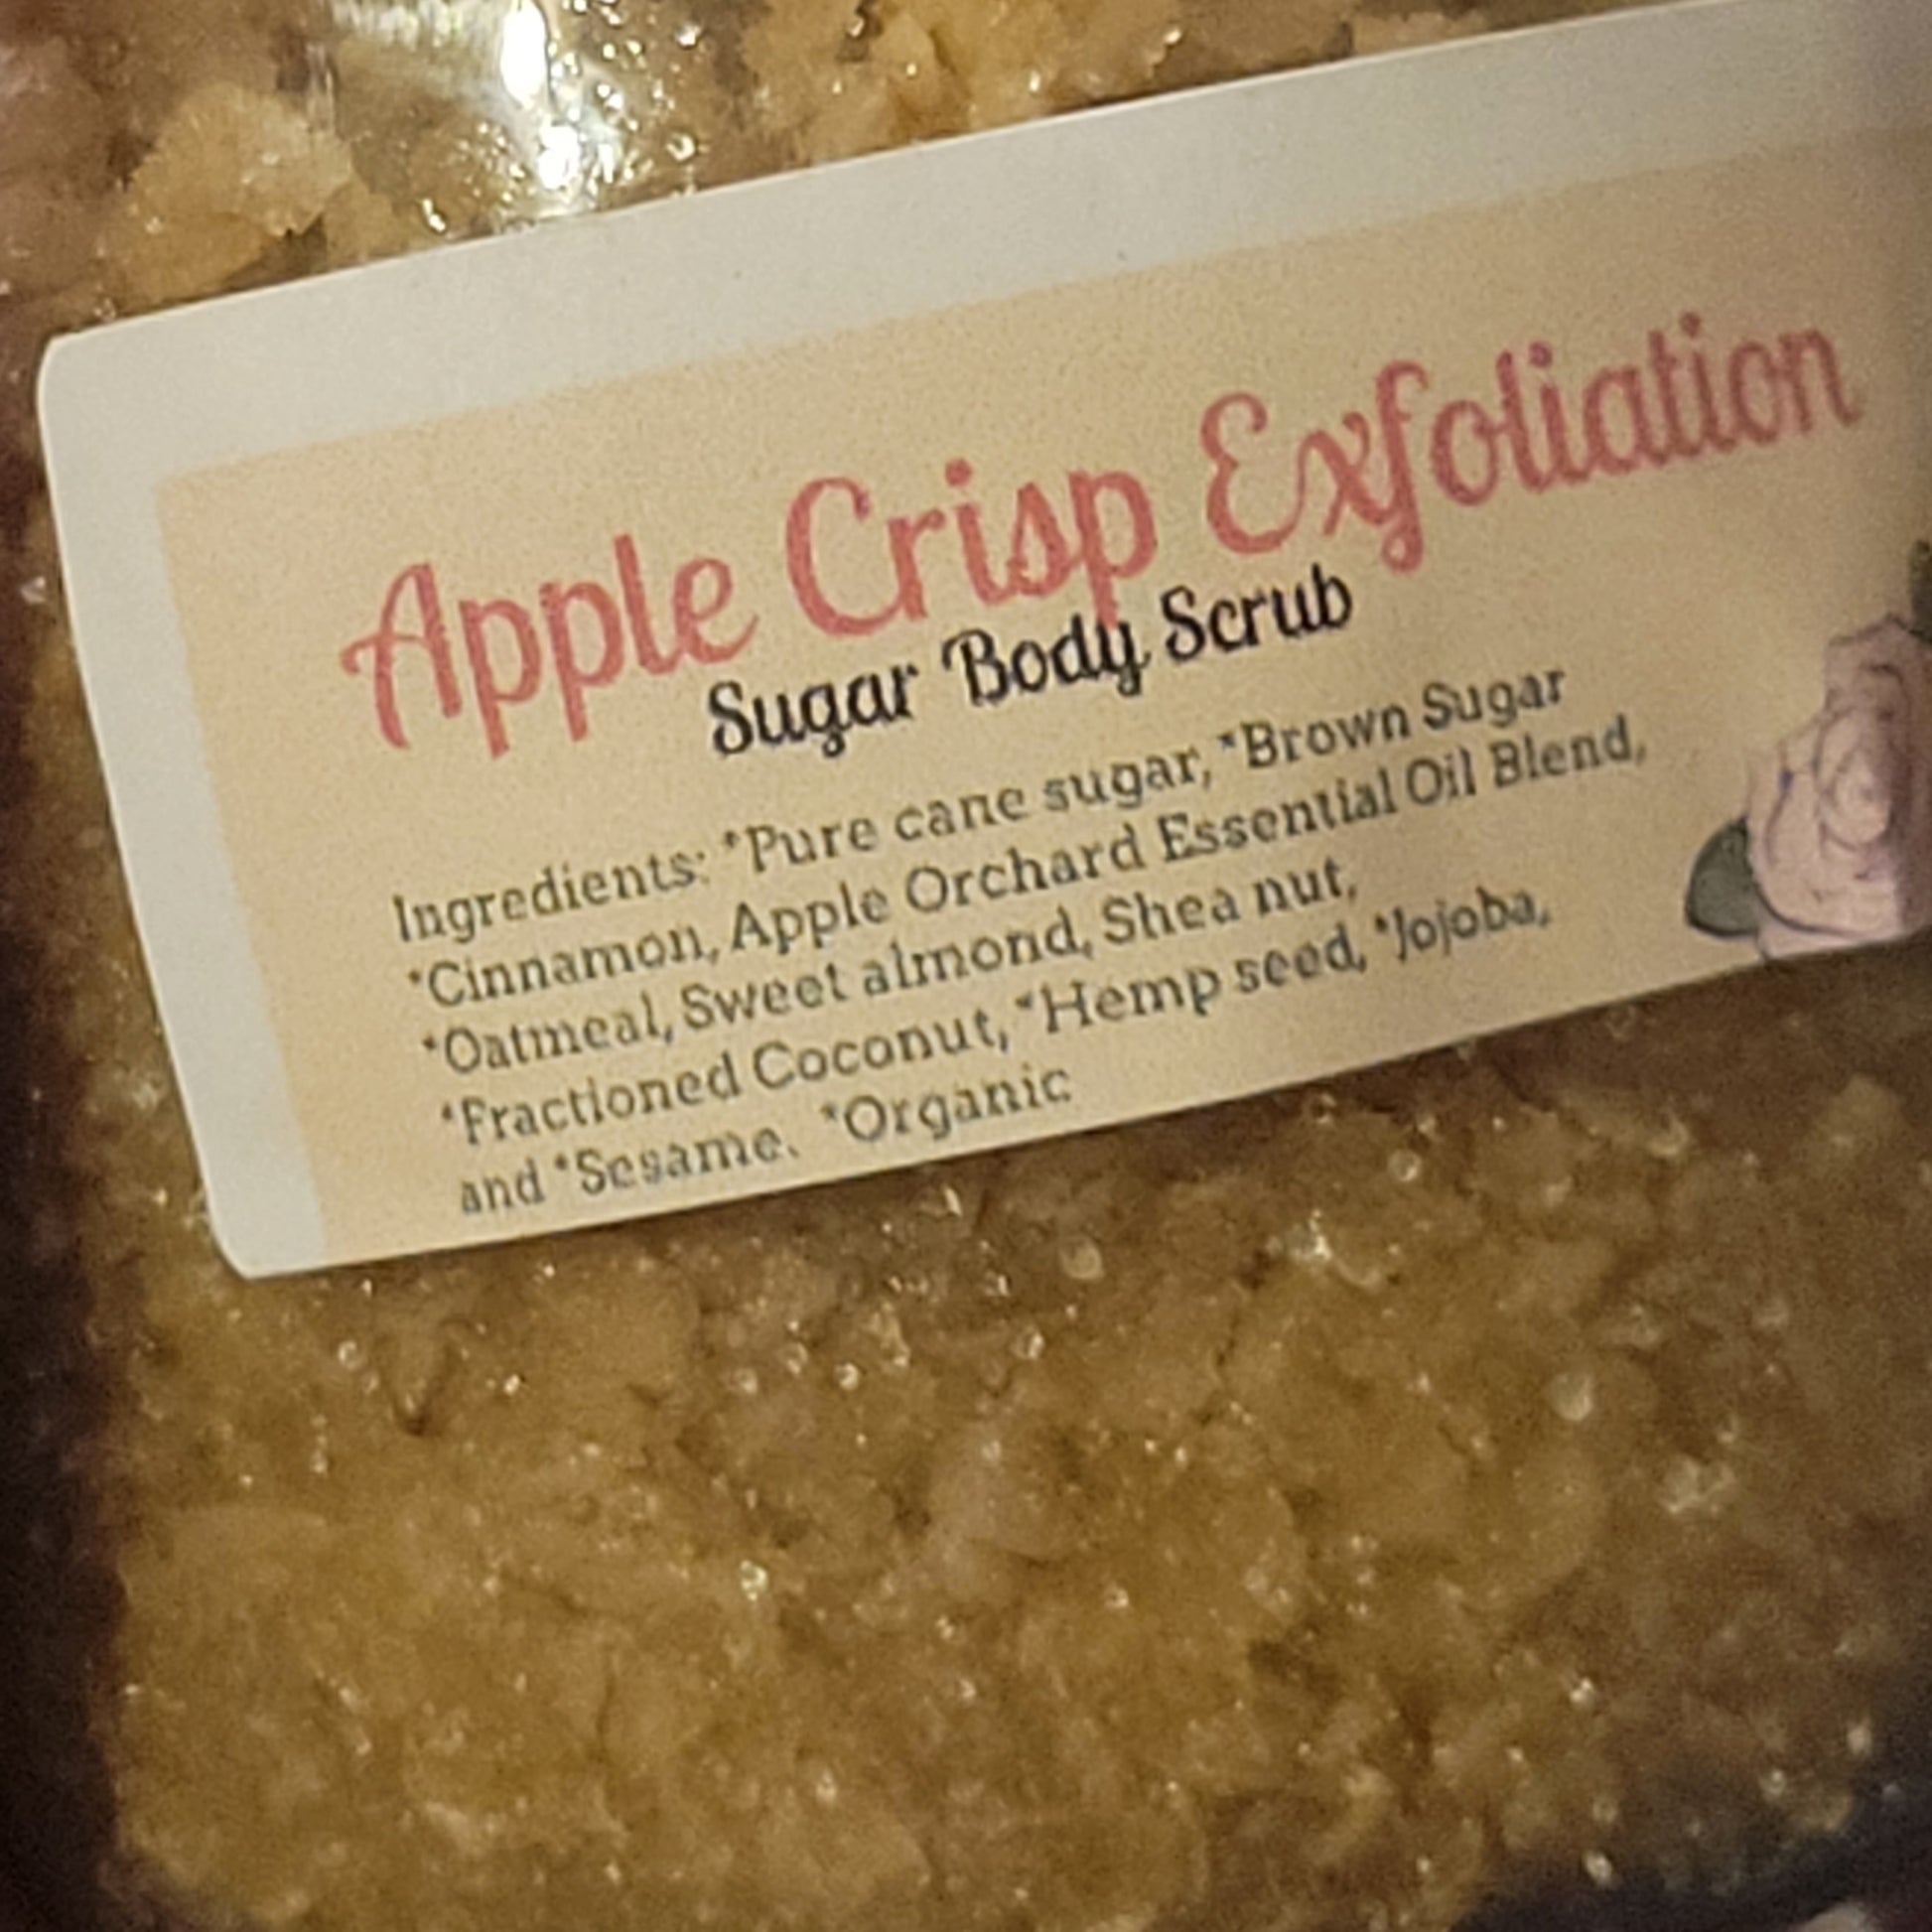 Apple Crisp Exfoliation
Sugar Body Scrub
Ingredients: *Pure cane sugar, *Brown Sugar
*Cinnamon, Apple Orchard Essential Oil Blend,
*Oatmeal, Sweet almond, Shea nut,
*Fractioned Coconut, *Hemp seed, *Jojoba,
and *Sesame. *Organic